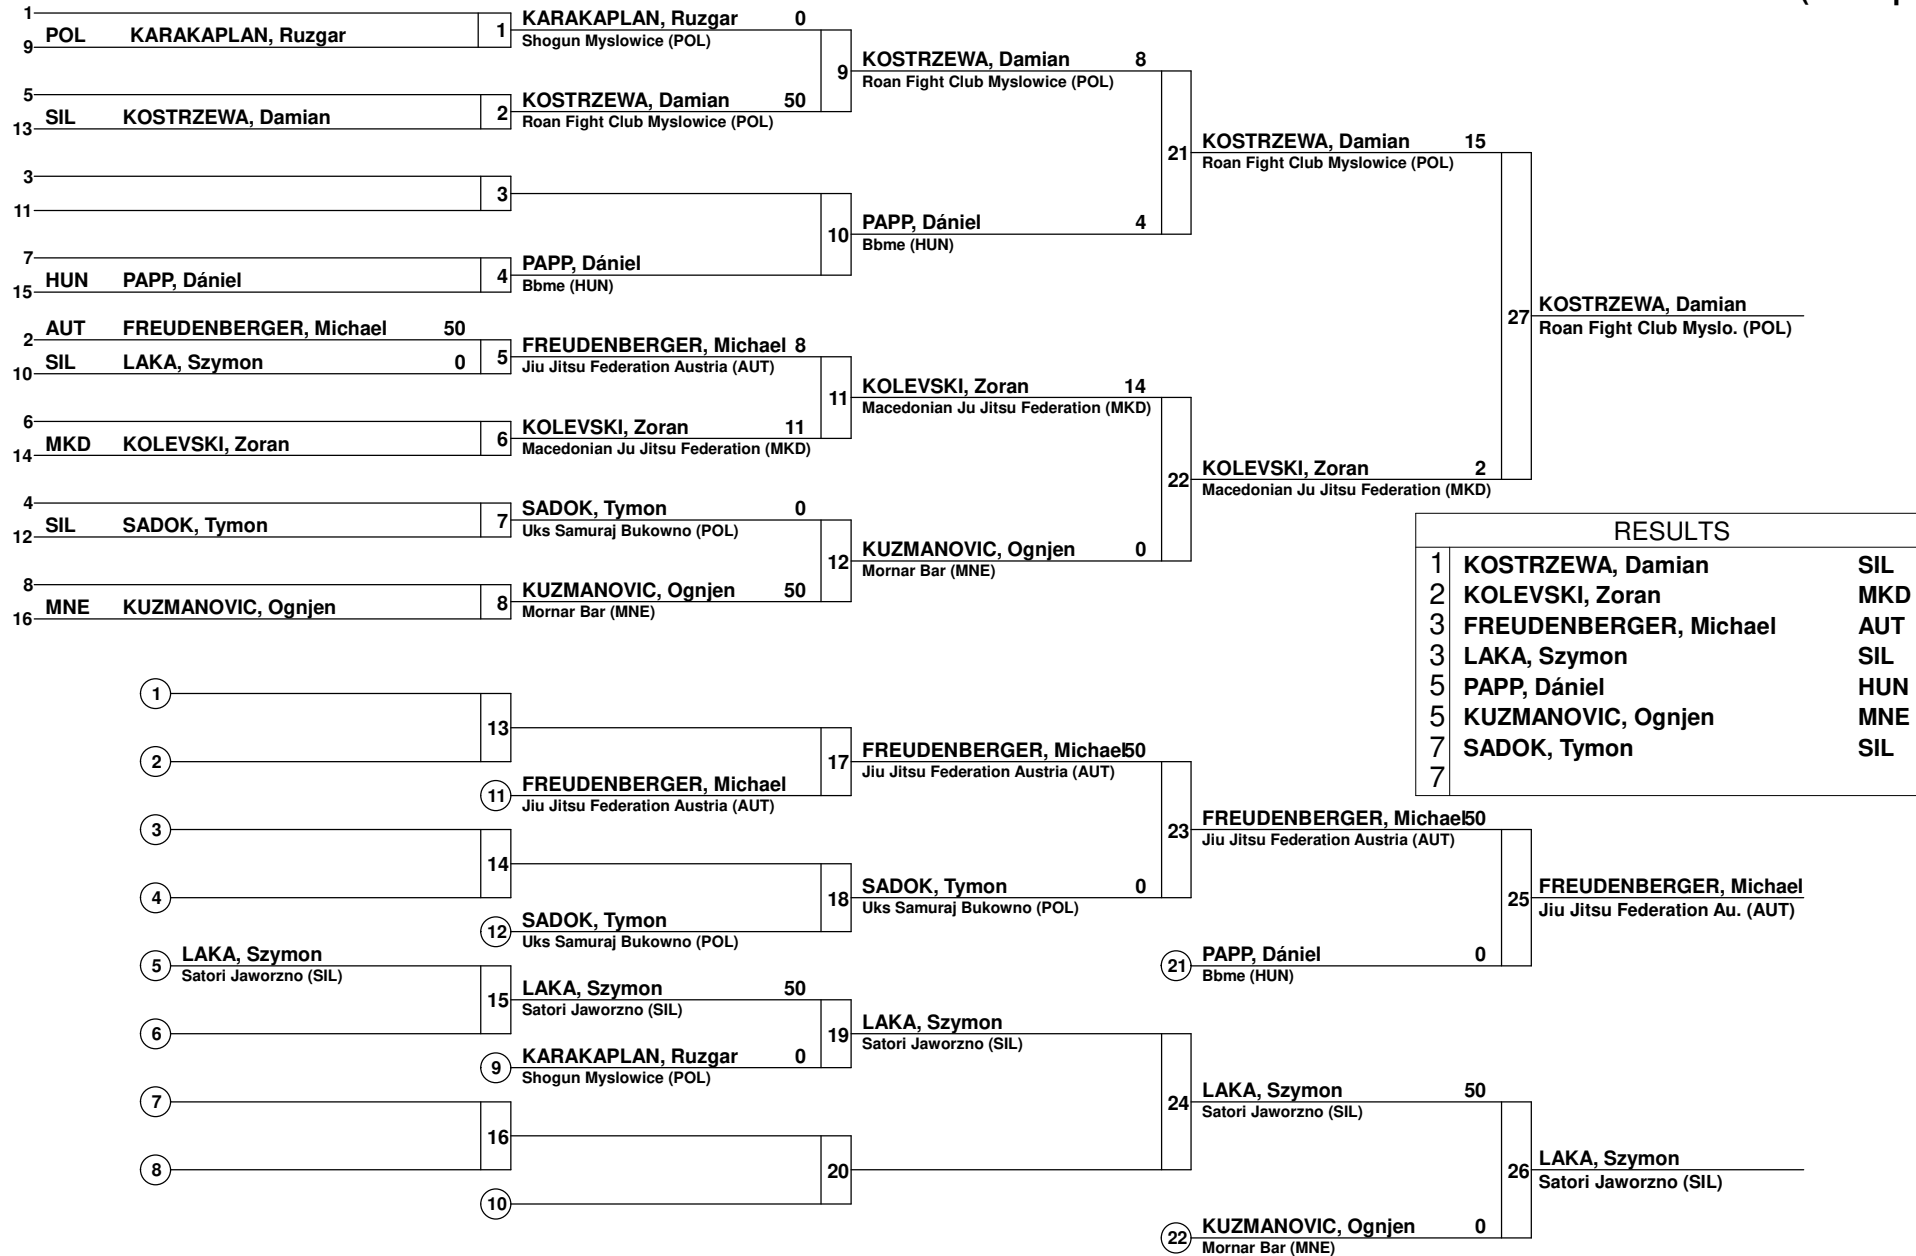 1
POL KARAKAPLAN, Ruzgar
9
1
KARAKAPLAN, Ruzgar 0
Shogun Myslowice (POL)
5
SIL KOSTRZEWA, Damian
13
2
KOSTRZEWA, Damian 50
Roan Fight Club Myslowice (POL)
9
KOSTRZEWA, Damian 8
Roan Fight Club Myslowice (POL)
3
11
3
7
HUN PAPP, Dániel
15
4
PAPP, Dániel
Bbme (HUN)
10
PAPP, Dániel 4
Bbme (HUN)
21
KOSTRZEWA, Damian 15
Roan Fight Club Myslowice (POL)
AUT FREUDENBERGER, Michael 50
2
SIL LAKA, Szymon 0
10
5
FREUDENBERGER, Michael 8
Jiu Jitsu Federation Austria (AUT)
6
MKD KOLEVSKI, Zoran
14
6
KOLEVSKI, Zoran 11
Macedonian Ju Jitsu Federation (MKD)
11
KOLEVSKI, Zoran 14
Macedonian Ju Jitsu Federation (MKD)
4
SIL SADOK, Tymon
12
7
SADOK, Tymon 0
Uks Samuraj Bukowno (POL)
8
MNE KUZMANOVIC, Ognjen
16
8
KUZMANOVIC, Ognjen 50
Mornar Bar (MNE)
12
KUZMANOVIC, Ognjen 0
Mornar Bar (MNE)
22
KOLEVSKI, Zoran 2
Macedonian Ju Jitsu Federation (MKD)
27
KOSTRZEWA, Damian
Roan Fight Club Myslo. (POL)
RESULTS
1 KOSTRZEWA, Damian SIL
2 KOLEVSKI, Zoran MKD
3 FREUDENBERGER, Michael AUT
3 LAKA, Szymon SIL
5 PAPP, Dániel HUN
5 KUZMANOVIC, Ognjen MNE
7 SADOK, Tymon SIL
7
1
2
13
11
FREUDENBERGER, Michael
Jiu Jitsu Federation Austria (AUT)
17
FREUDENBERGER, Michael 50
Jiu Jitsu Federation Austria (AUT)
3
4
14
12
SADOK, Tymon
Uks Samuraj Bukowno (POL)
18
SADOK, Tymon 0
Uks Samuraj Bukowno (POL)
23
FREUDENBERGER, Michael 50
Jiu Jitsu Federation Austria (AUT)
21
PAPP, Dániel 0
Bbme (HUN)
25
FREUDENBERGER, Michael
Jiu Jitsu Federation Au. (AUT)
5
LAKA, Szymon
Satori Jaworzno (SIL)
6
15
LAKA, Szymon 50
Satori Jaworzno (SIL)
9
KARAKAPLAN, Ruzgar 0
Shogun Myslowice (POL)
19
LAKA, Szymon
Satori Jaworzno (SIL)
7
8
16
10
20
24
LAKA, Szymon 50
Satori Jaworzno (SIL)
22
KUZMANOVIC, Ognjen 0
Mornar Bar (MNE)
26
LAKA, Szymon
Satori Jaworzno (SIL)